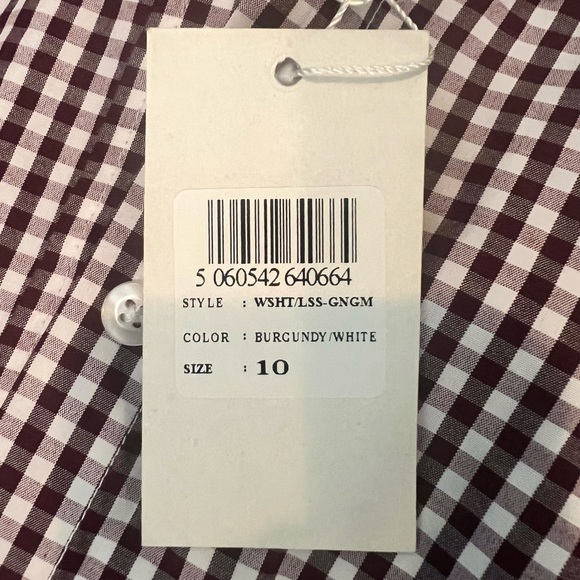 5 060542 640664
STYLE : WSHT/LSS-GNGM
COLOR : BURGUNDY/WHITE
SIZE : 10